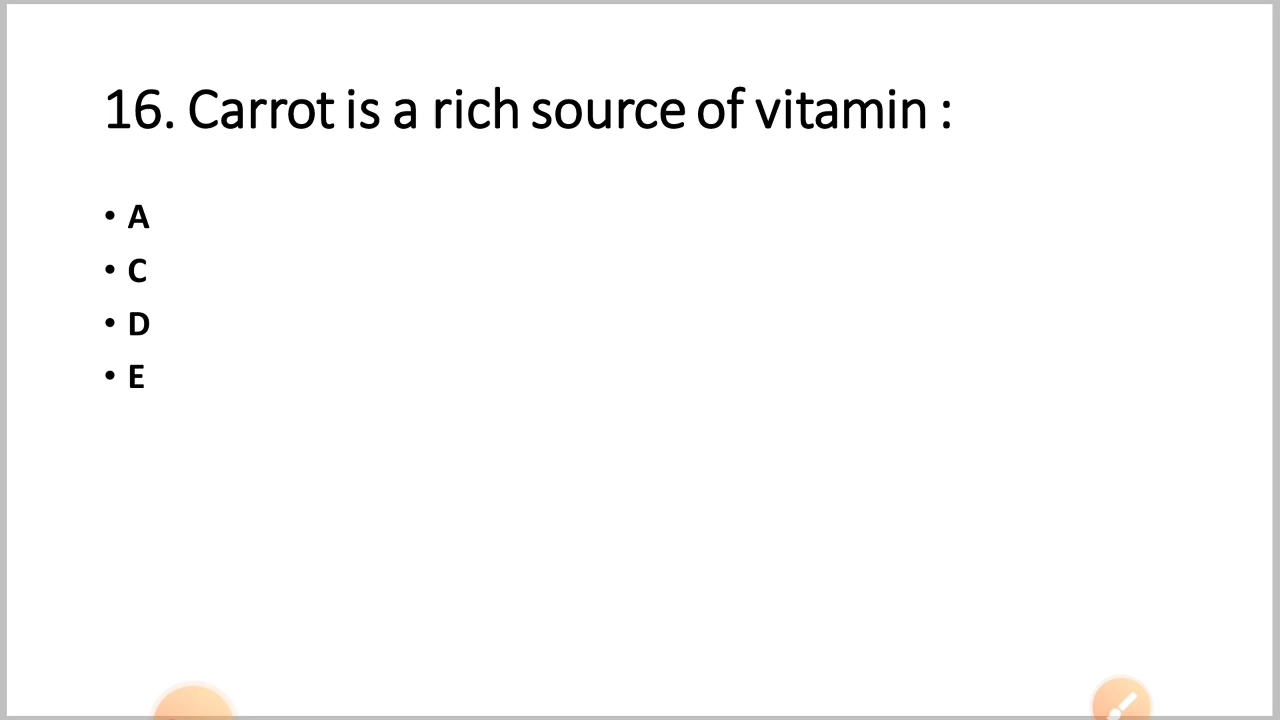 16. Carrot is a rich source of vitamin :
• A
• C
• D
• E